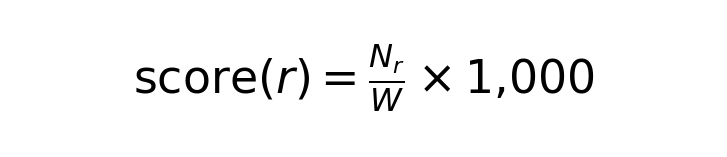 score(r) = N_r/W × 1,000